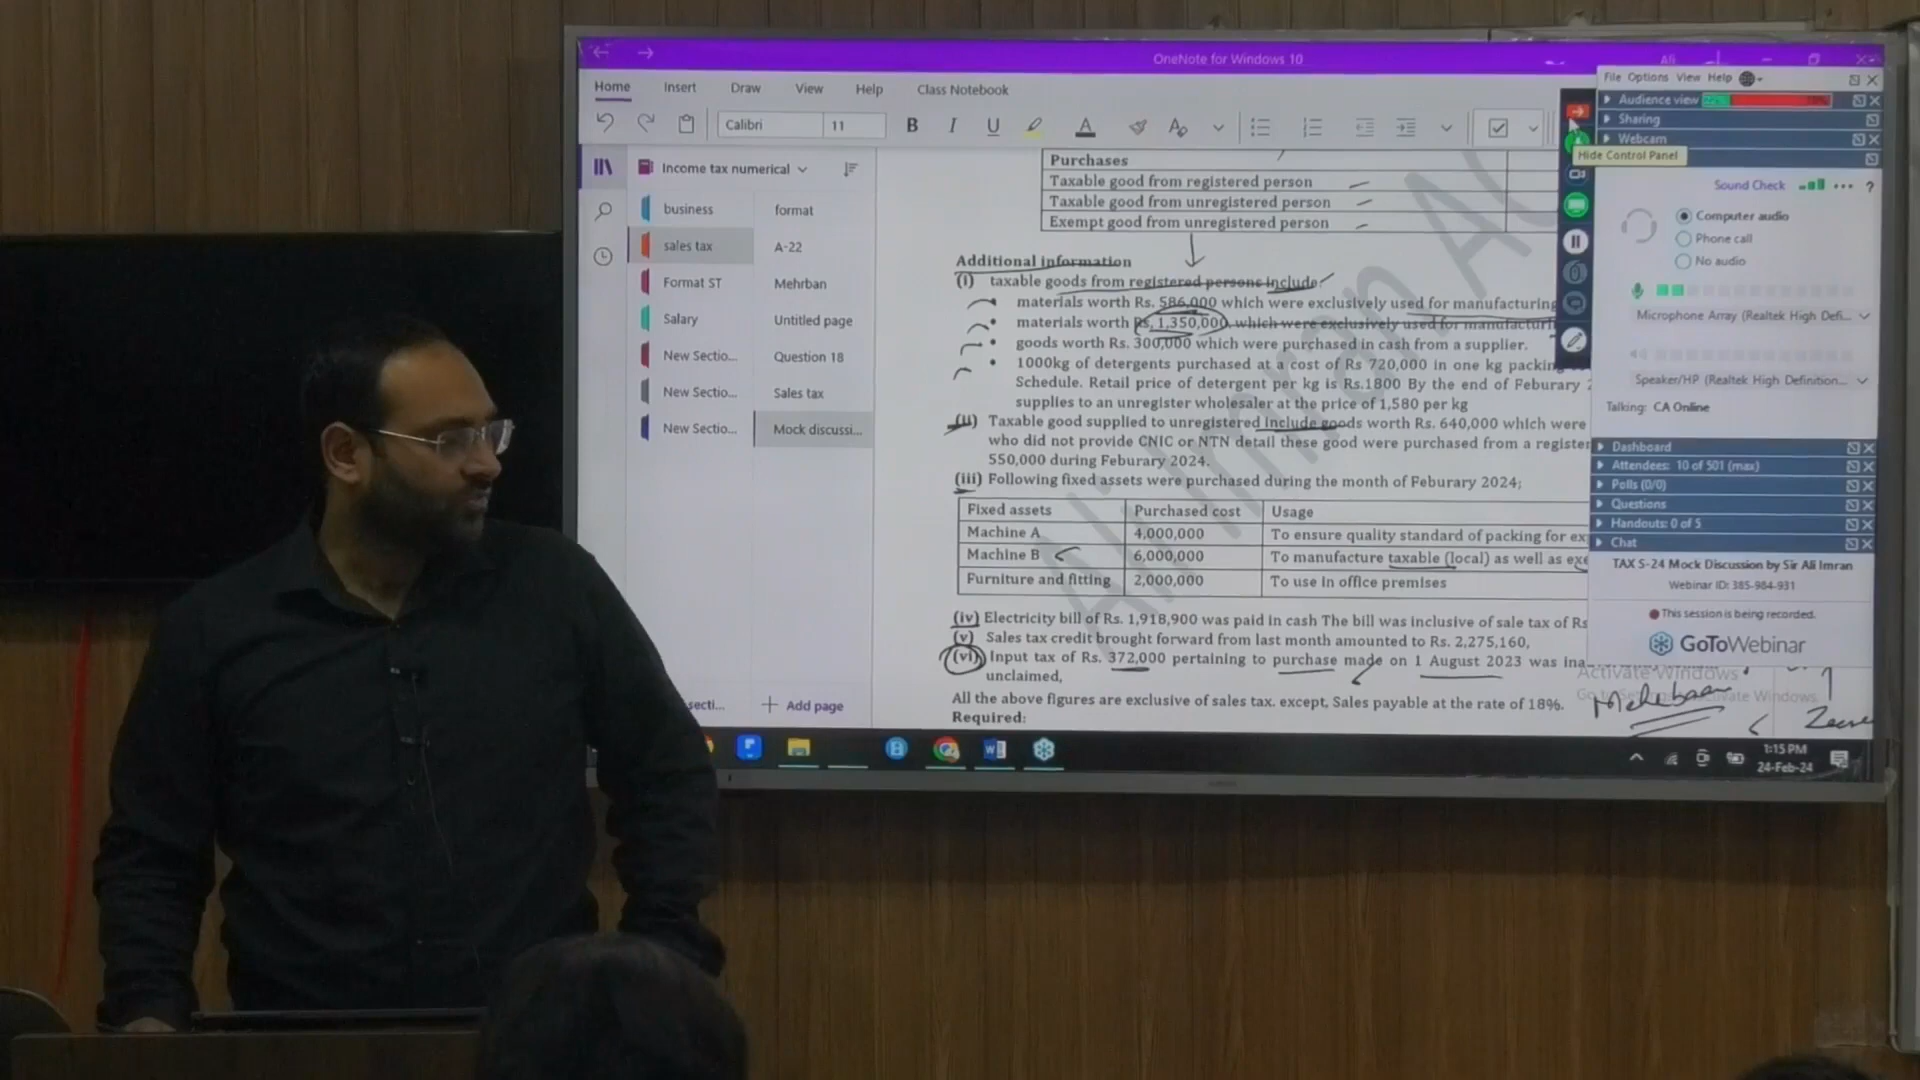 OneNote for Windows 10
Ali
Home Insert Draw View Help Class Notebook
Calibri 11 B I U A
Income tax numerical
business
sales tax
Format ST
Salary
New Sectio...
New Sectio...
New Sectio...
format
A-22
Mehrban
Untitled page
Question 18
Sales tax
Mock discussi...
secti...
Add page
Purchases
Taxable good from registered person
Taxable good from unregistered person
Exempt good from unregistered person
Additional information
(i) taxable goods from registered persons include
materials worth Rs. 586,000 which were exclusively used for manufacturing
• materials worth Rs. 1,350,000, which were exclusively used for manufacturi
• goods worth Rs. 300,000 which were purchased in cash from a supplier.
• 1000kg of detergents purchased at a cost of Rs 720,000 in one kg packing
Schedule. Retail price of detergent per kg is Rs.1800 By the end of Feburary 2
supplies to an unregister wholesaler at the price of 1,580 per kg
(ii) Taxable good supplied to unregistered include goods worth Rs. 640,000 which were
who did not provide CNIC or NTN detail these good were purchased from a register
550,000 during Feburary 2024.
(iii) Following fixed assets were purchased during the month of Feburary 2024;
Fixed assets Purchased cost Usage
Machine A 4,000,000 To ensure quality standard of packing for ex
Machine B 6,000,000 To manufacture taxable (local) as well as exe
Furniture and fitting 2,000,000 To use in office premises
(iv) Electricity bill of Rs. 1,918,900 was paid in cash The bill was inclusive of sale tax of Rs
(v) Sales tax credit brought forward from last month amounted to Rs. 2,275,160,
(vi) Input tax of Rs. 372,000 pertaining to purchase made on 1 August 2023 was ina
unclaimed,
All the above figures are exclusive of sales tax. except, Sales payable at the rate of 18%.
Required:
Ali Imran
File Options View Help
Audience view
Sharing
Webcam
Hide Control Panel
Sound Check ?
Computer audio
Phone call
No audio
Microphone Array (Realtek High Defi...
Speaker/HP (Realtek High Definition...
Talking: CA Online
Dashboard
Attendees: 10 of 501 (max)
Polls (0/0)
Questions
Handouts: 0 of 5
Chat
TAX S-24 Mock Discussion by Sir Ali Imran
Webinar ID: 385-984-931
This session is being recorded.
GoToWebinar
Activate Windows
1:15 PM
24-Feb-24